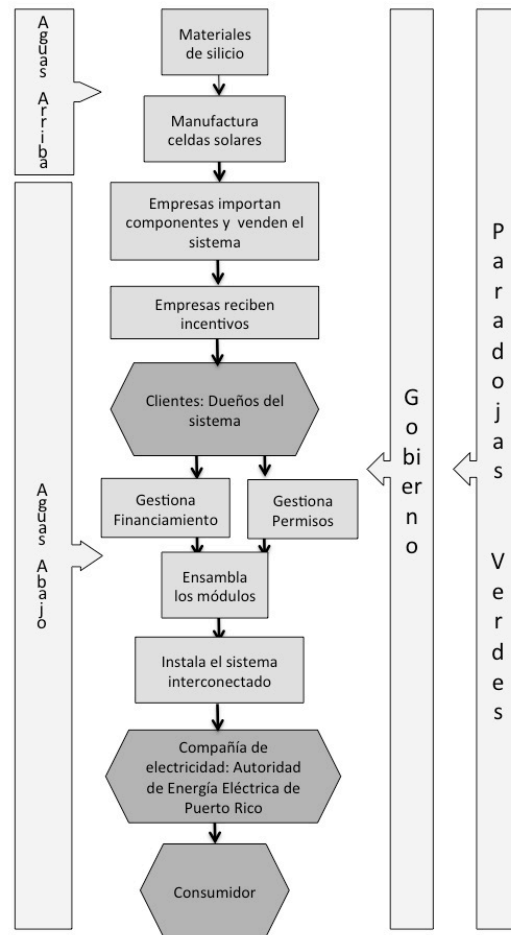 Aguas Arriba
Materiales
de silicio
Manufactura
celdas solares
Empresas importan
componentes y venden el
sistema
Empresas reciben
incentivos
Clientes: Dueños del
sistema
Gestiona
Financiamiento
Gestiona
Permisos
Ensambla
los módulos
Instala el sistema
interconectado
Compañía de
electricidad: Autoridad
de Energía Eléctrica de
Puerto Rico
Consumidor
Aguas Abajo
Gobierno
Paradojas Verdes